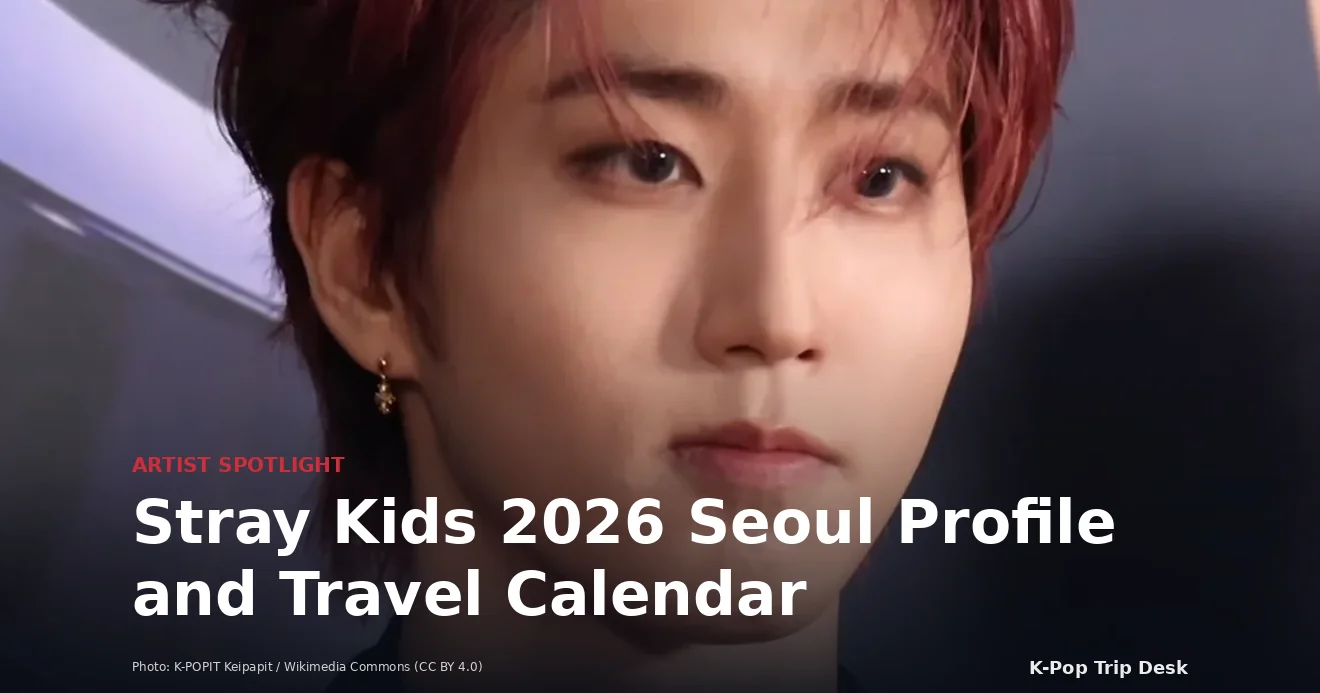 ARTIST SPOTLIGHT
Stray Kids 2026 Seoul Profile
and Travel Calendar
Photo: K-POPIT Keipapit / Wikimedia Commons (CC BY 4.0)
K-Pop Trip Desk